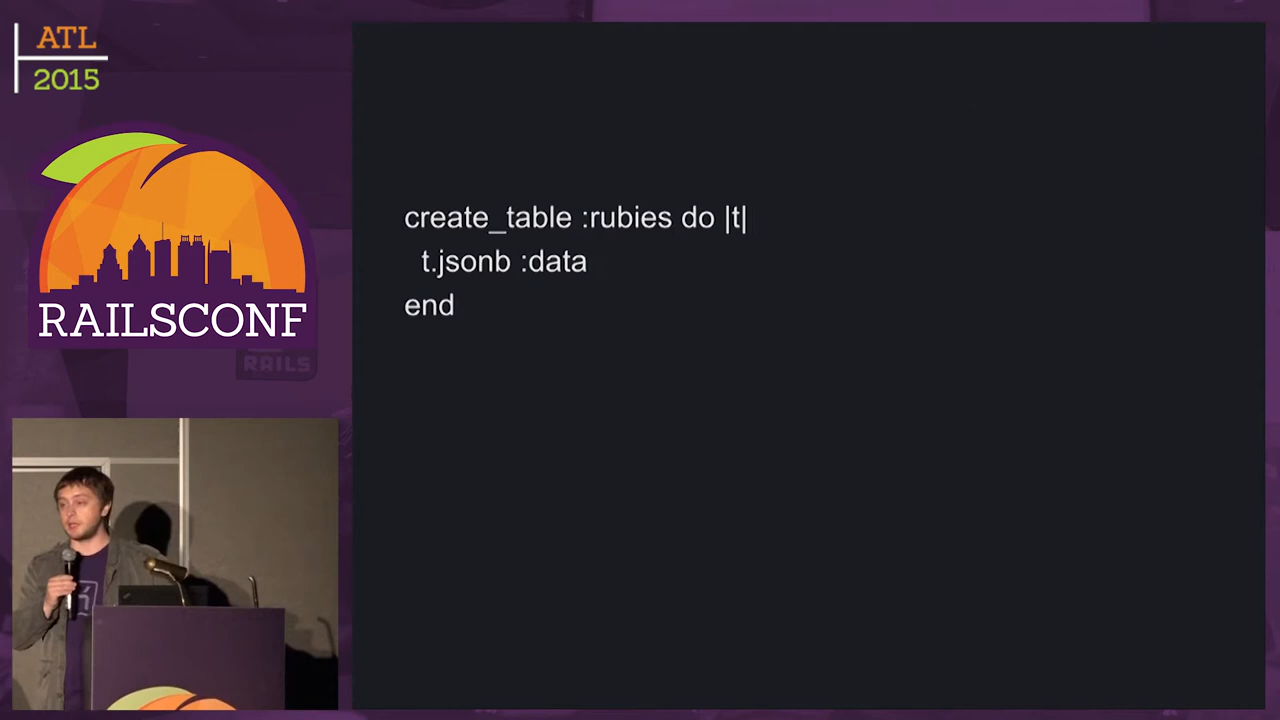 ATL
2015
RAILSCONF
RAILS
create_table :rubies do |t|
t.jsonb :data
end